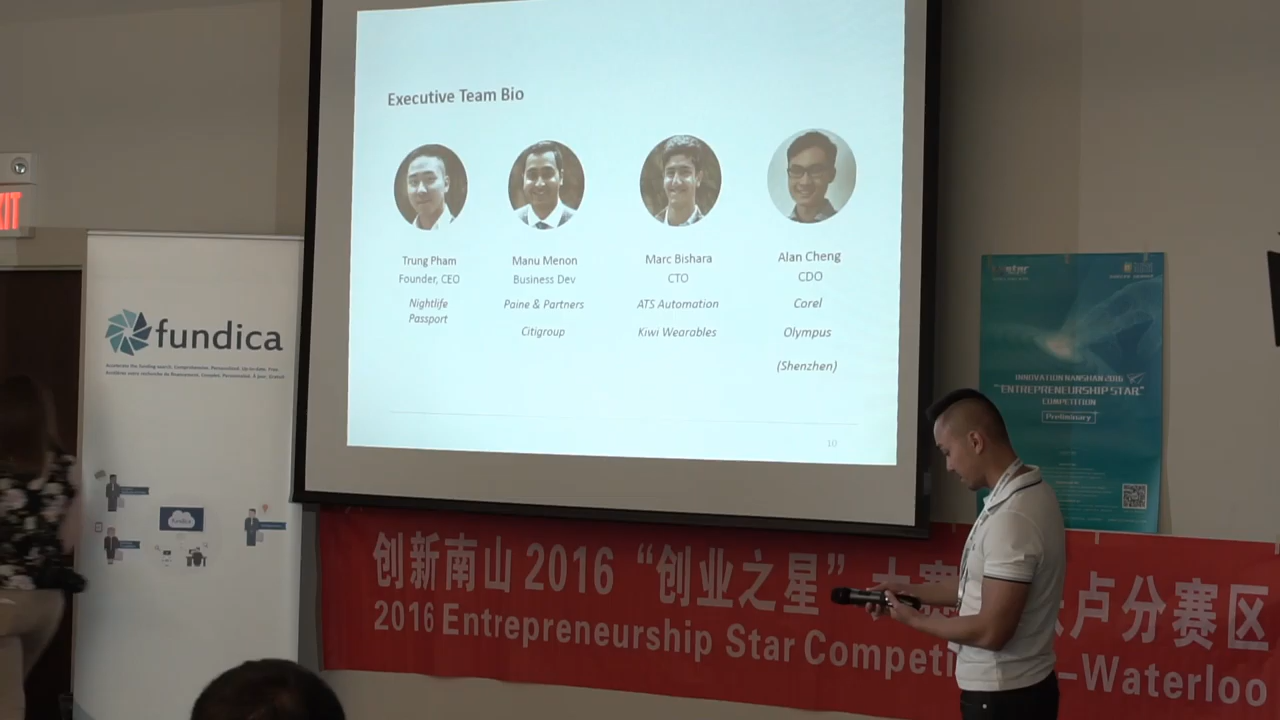 Executive Team Bio
Trung Pham
Founder, CEO
Nightlife
Passport
Manu Menon
Business Dev
Paine & Partners
Citigroup
Marc Bishara
CTO
ATS Automation
Kiwi Wearables
Alan Cheng
CDO
Corel
Olympus
(Shenzhen)
10
fundica
fundica
INNOVATION NANSHAN 2016
"ENTREPRENEURSHIP STAR"
COMPETITION
Preliminary
创新南山 2016 “创业之星” 大 卢分赛区
2016 Entrepreneurship Star Competi –Waterloo